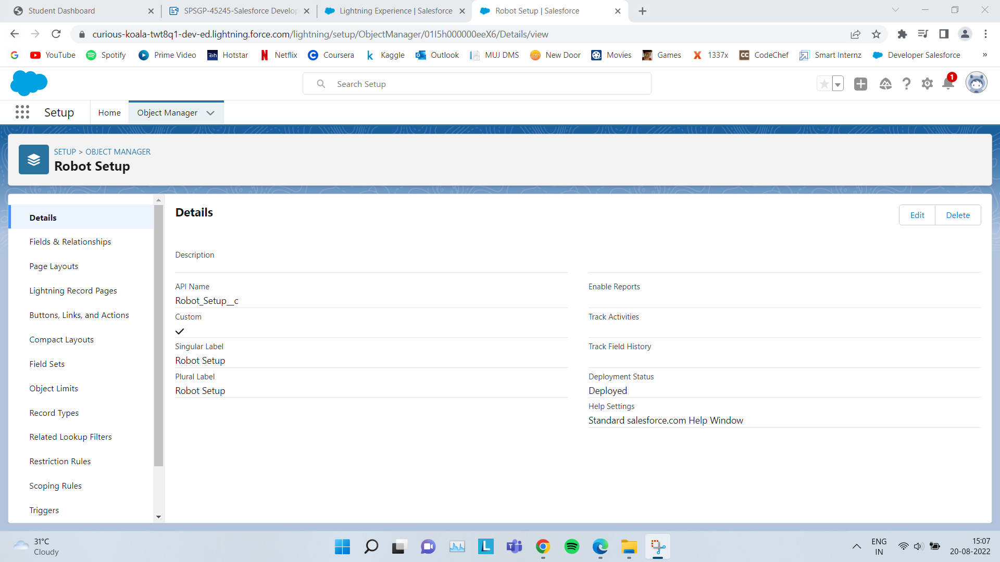 Student Dashboard
SPSGP-45245-Salesforce Develop
Lightning Experience | Salesforce
Robot Setup | Salesforce
curious-koala-twt8q1-dev-ed.lightning.force.com/lightning/setup/ObjectManager/01I5h000000eeX6/Details/view
YouTube
Spotify
Prime Video
Hotstar
Netflix
Coursera
Kaggle
Outlook
MUJ DMS
New Door
Movies
Games
1337x
CodeChef
Smart Internz
Developer Salesforce
»
Search Setup
1
Setup
Home
Object Manager
SETUP > OBJECT MANAGER
Robot Setup
Details
Fields & Relationships
Page Layouts
Lightning Record Pages
Buttons, Links, and Actions
Compact Layouts
Field Sets
Object Limits
Record Types
Related Lookup Filters
Restriction Rules
Scoping Rules
Triggers
Details
Edit
Delete
Description
API Name
Robot_Setup__c
Custom
Singular Label
Robot Setup
Plural Label
Robot Setup
Enable Reports
Track Activities
Track Field History
Deployment Status
Deployed
Help Settings
Standard salesforce.com Help Window
31°C
Cloudy
ENG
IN
15:07
20-08-2022